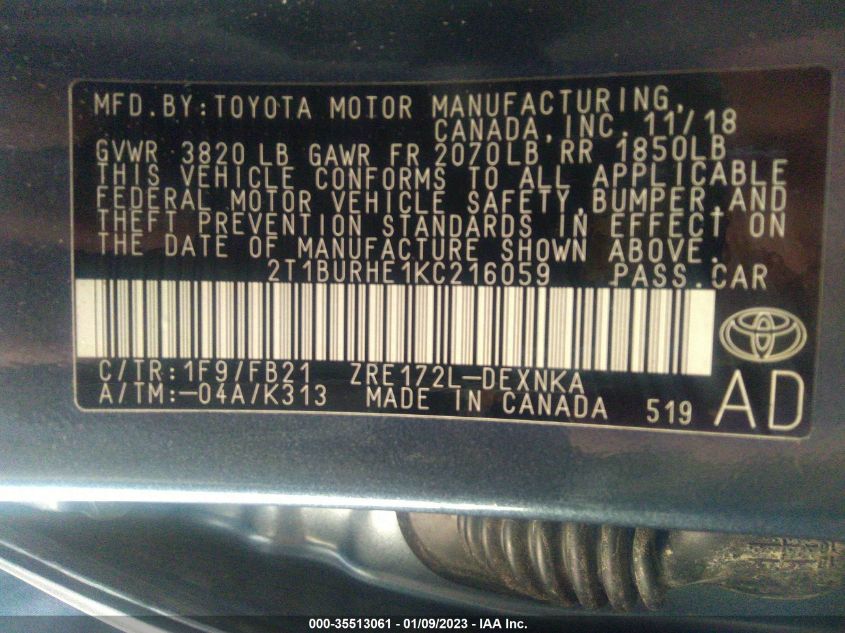 MFD.BY:TOYOTA MOTOR MANUFACTURING,
CANADA,INC. 11/18
GVWR 3820 LB GAWR FR 2070LB RR 1850LB
THIS VEHICLE CONFORMS TO ALL APPLICABLE
FEDERAL MOTOR VEHICLE SAFETY,BUMPER,AND
THEFT PREVENTION STANDARDS IN EFFECT ON
THE DATE OF MANUFACTURE SHOWN ABOVE.
2T1BURHE1KC216059 PASS.CAR
C/TR:1F9/FB21 ZRE172L-DEXNKA
A/TM:-04A/K313 MADE IN CANADA 519 AD
000-35513061 - 01/09/2023 - IAA Inc.